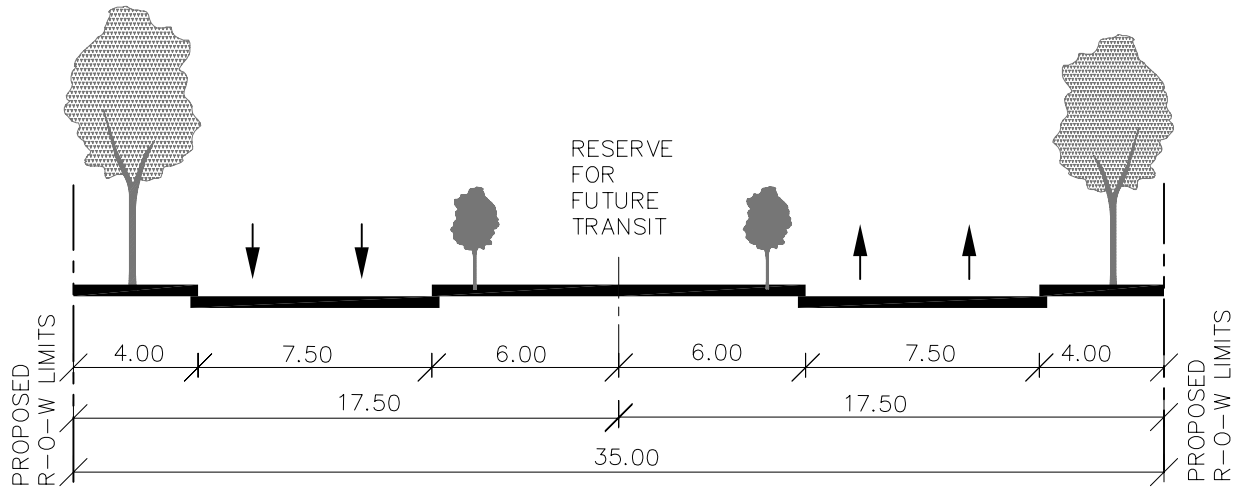 RESERVE
FOR
FUTURE
TRANSIT
4.00 7.50 6.00 6.00 7.50 4.00
17.50 17.50
35.00
PROPOSED
R-O-W LIMITS
PROPOSED
R-O-W LIMITS